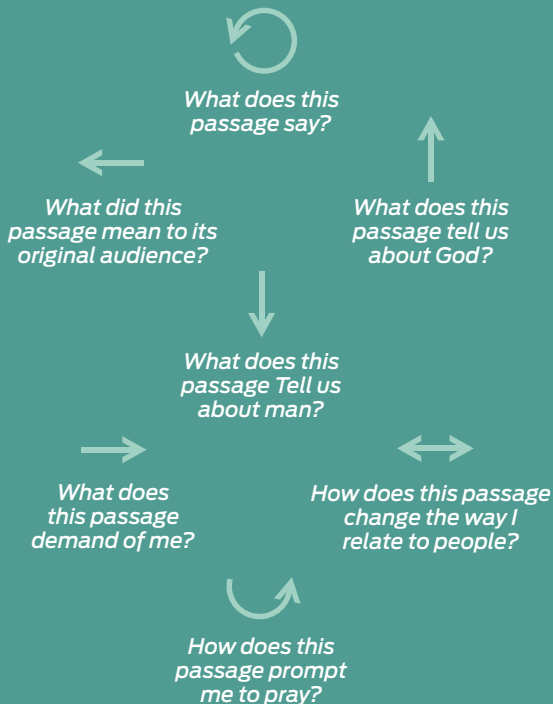 What does this
passage say?
What did this
passage mean to its
original audience?
What does this
passage tell us
about God?
What does this
passage Tell us
about man?
What does
this passage
demand of me?
How does this passage
change the way I
relate to people?
How does this
passage prompt
me to pray?